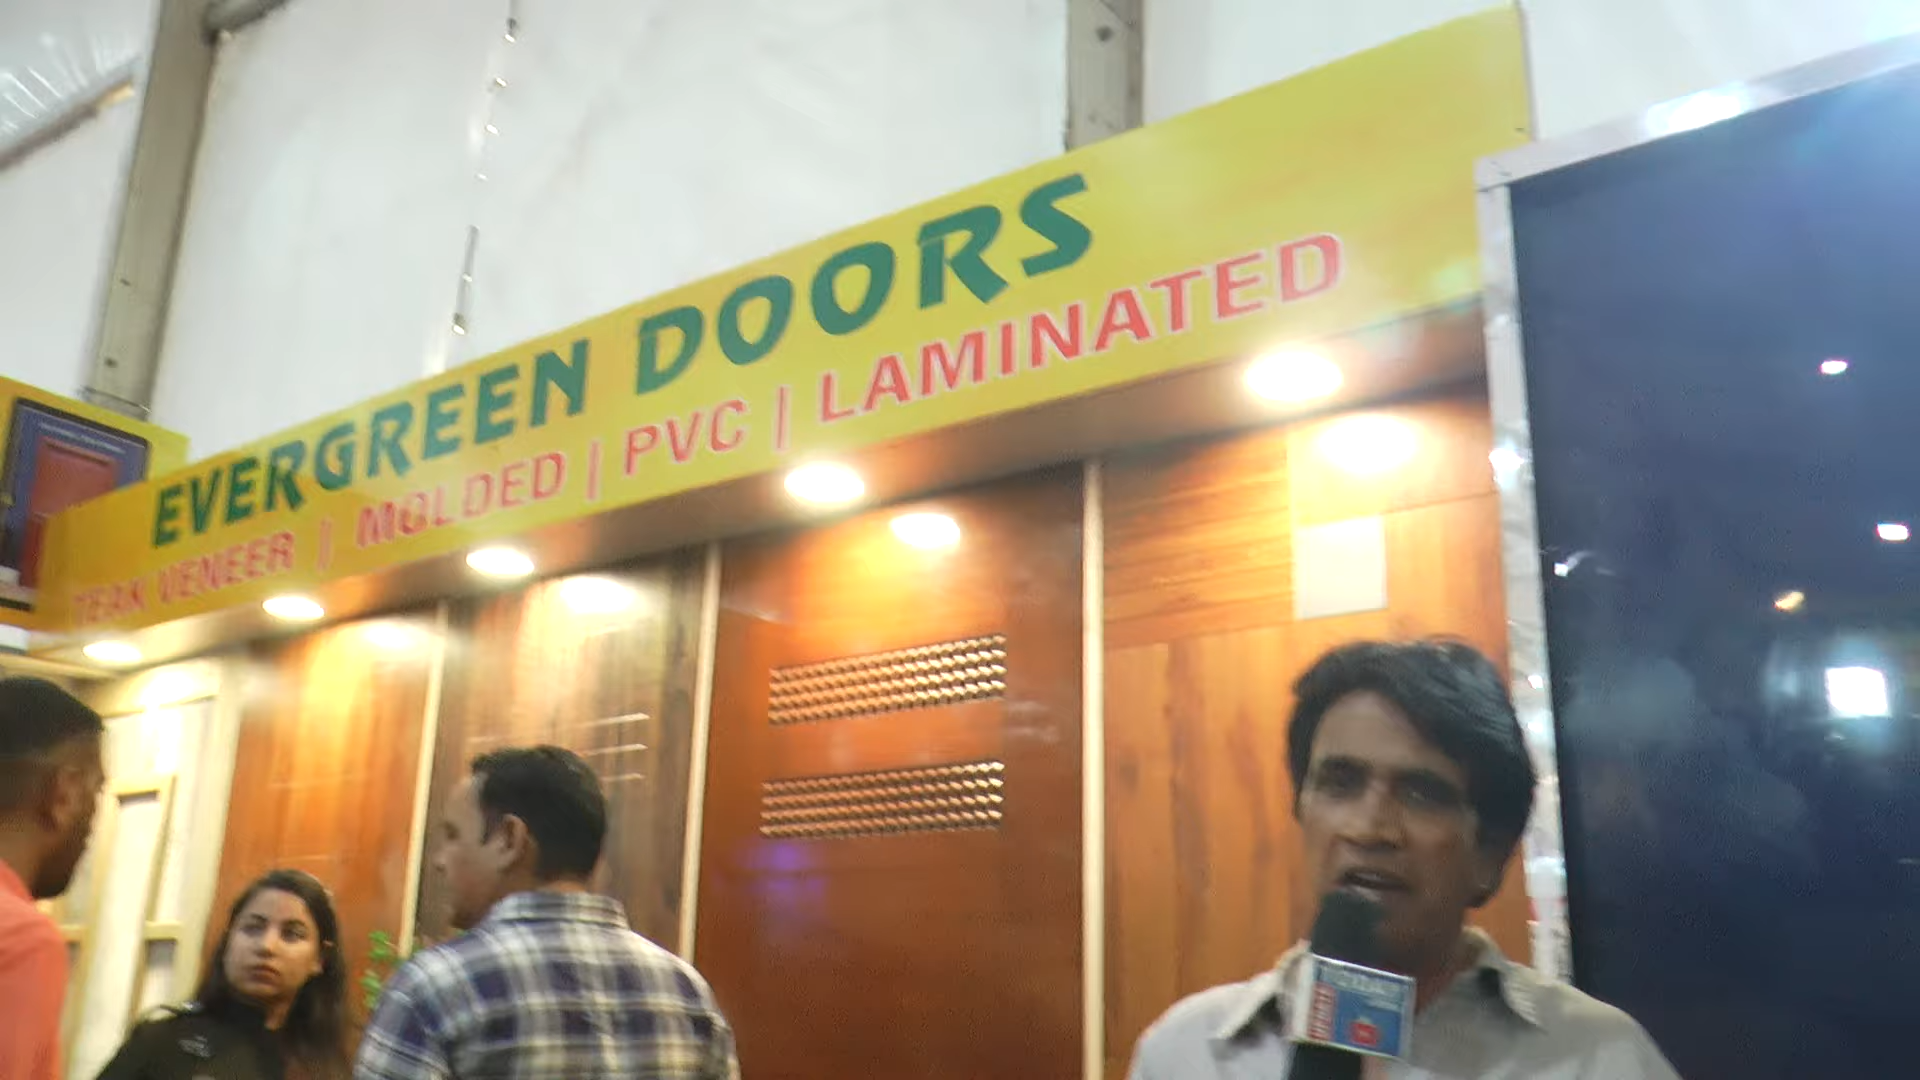 EVERGREEN DOORS
TEAK VENEER | MOLDED | PVC | LAMINATED